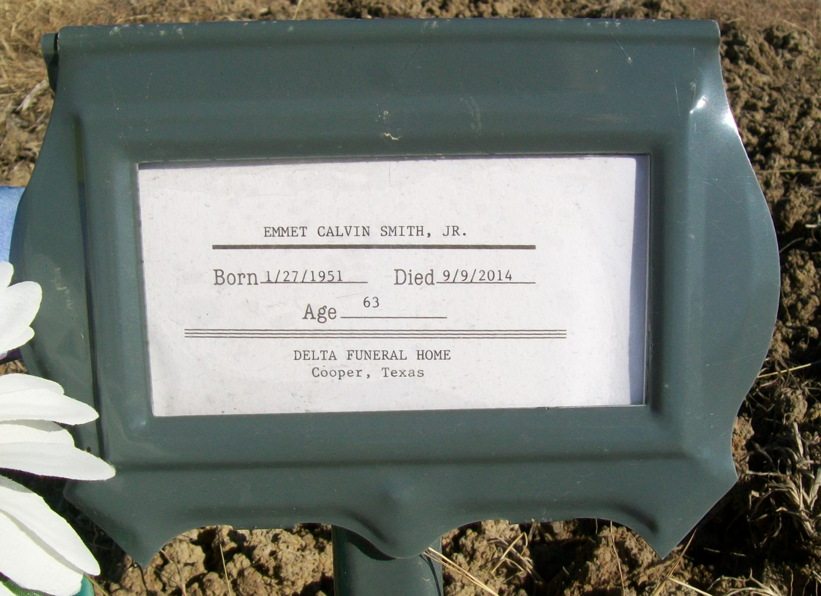 EMMET CALVIN SMITH, JR.
Born 1/27/1951 Died 9/9/2014
Age 63
DELTA FUNERAL HOME
Cooper, Texas